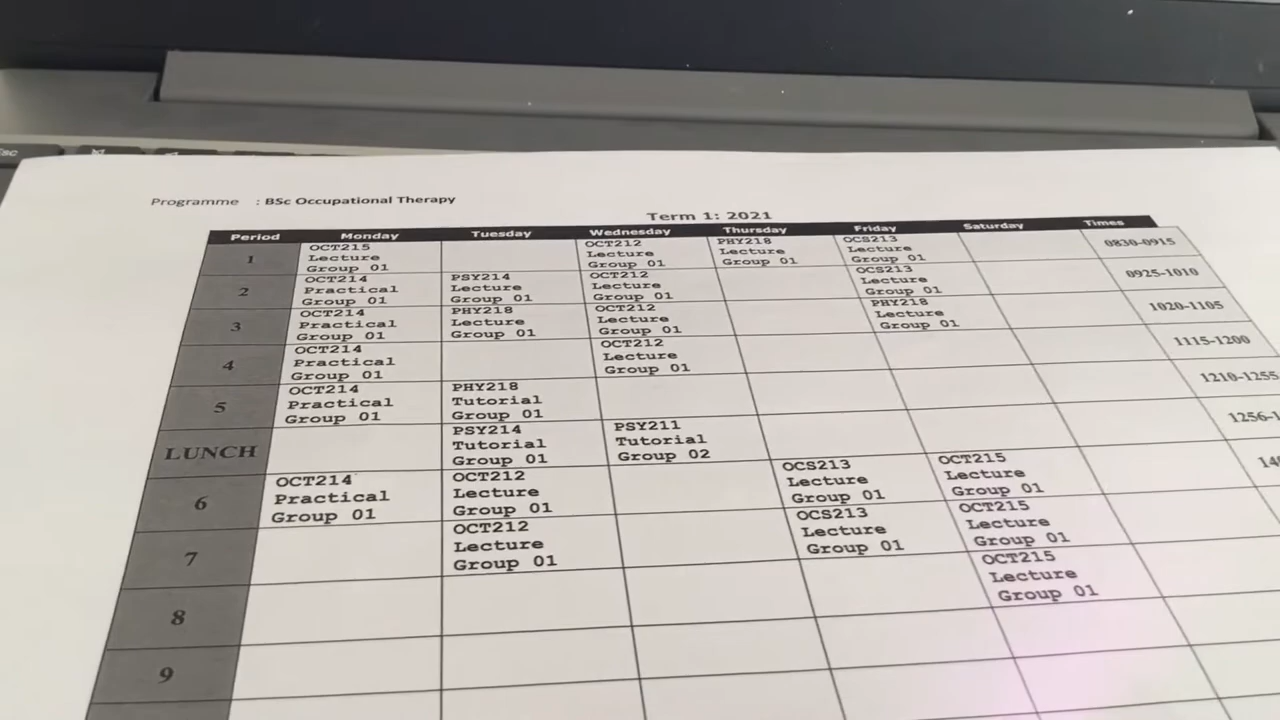 Programme : BSc Occupational Therapy
Term 1: 2021
Period Monday Tuesday Wednesday Thursday Friday Saturday Times
1 OCT215 OCT212 PHY218 OCS213 0830-0915
Lecture Lecture Lecture Lecture
Group 01 Group 01 Group 01 Group 01
2 OCT214 PSY214 OCT212 OCS213 0925-1010
Practical Lecture Lecture Lecture
Group 01 Group 01 Group 01 Group 01
3 OCT214 PHY218 OCT212 PHY218 1020-1105
Practical Lecture Lecture Lecture
Group 01 Group 01 Group 01 Group 01
4 OCT214 OCT212 1115-1200
Practical Lecture
Group 01 Group 01
5 OCT214 PHY218 1210-1255
Practical Tutorial
Group 01 Group 01
LUNCH PSY214 PSY211 1256-1
Tutorial Tutorial
Group 01 Group 02
6 OCT214 OCT212 OCS213 OCT215
Practical Lecture Lecture Lecture
Group 01 Group 01 Group 01 Group 01
7 OCT212 OCS213 OCT215
Lecture Lecture Lecture
Group 01 Group 01 Group 01
8 OCT215
Lecture
Group 01
9